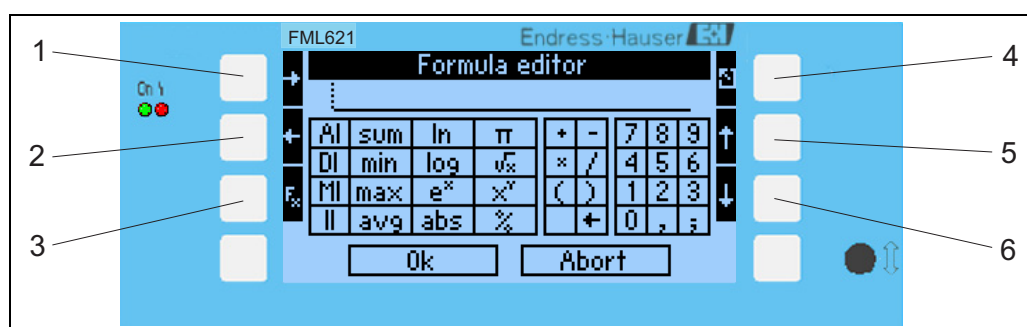 FML621 Endress+Hauser E+H
1 4
Formula editor
On
2 5
AI sum ln π + - 7 8 9
DI min log ʸ√x × / 4 5 6
MI max eˣ xʸ ( ) 1 2 3
Fx
II avg abs % ← 0 , ;
3 6
Ok Abort